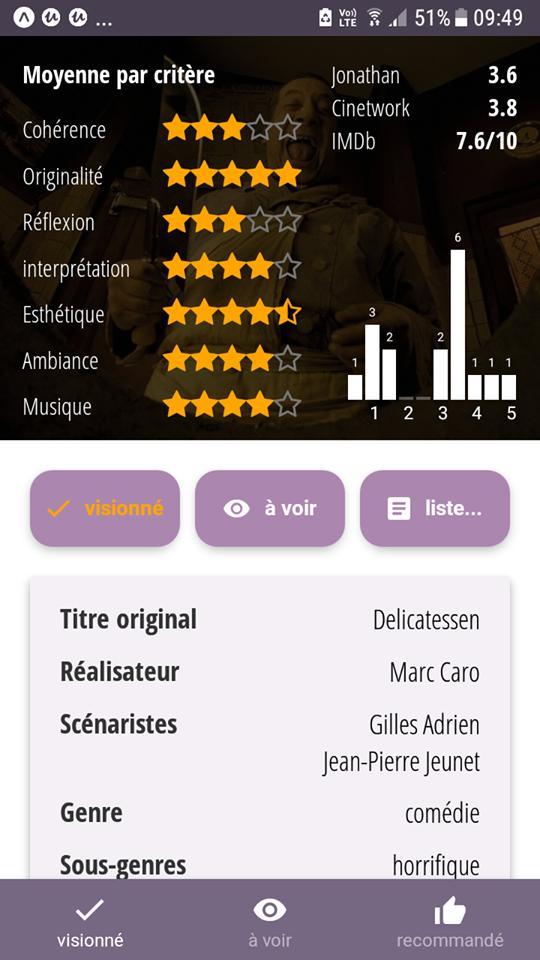 ... Vo)) LTE 51% 09:49
Moyenne par critère
Jonathan 3.6
Cinetwork 3.8
IMDb 7.6/10
Cohérence
Originalité
Réflexion
interprétation
Esthétique
Ambiance
Musique
6
3
2 2
1 1 1 1
1 2 3 4 5
visionné à voir liste...
Titre original Delicatessen
Réalisateur Marc Caro
Scénaristes Gilles Adrien
Jean-Pierre Jeunet
Genre comédie
Sous-genres horrifique
visionné à voir recommandé